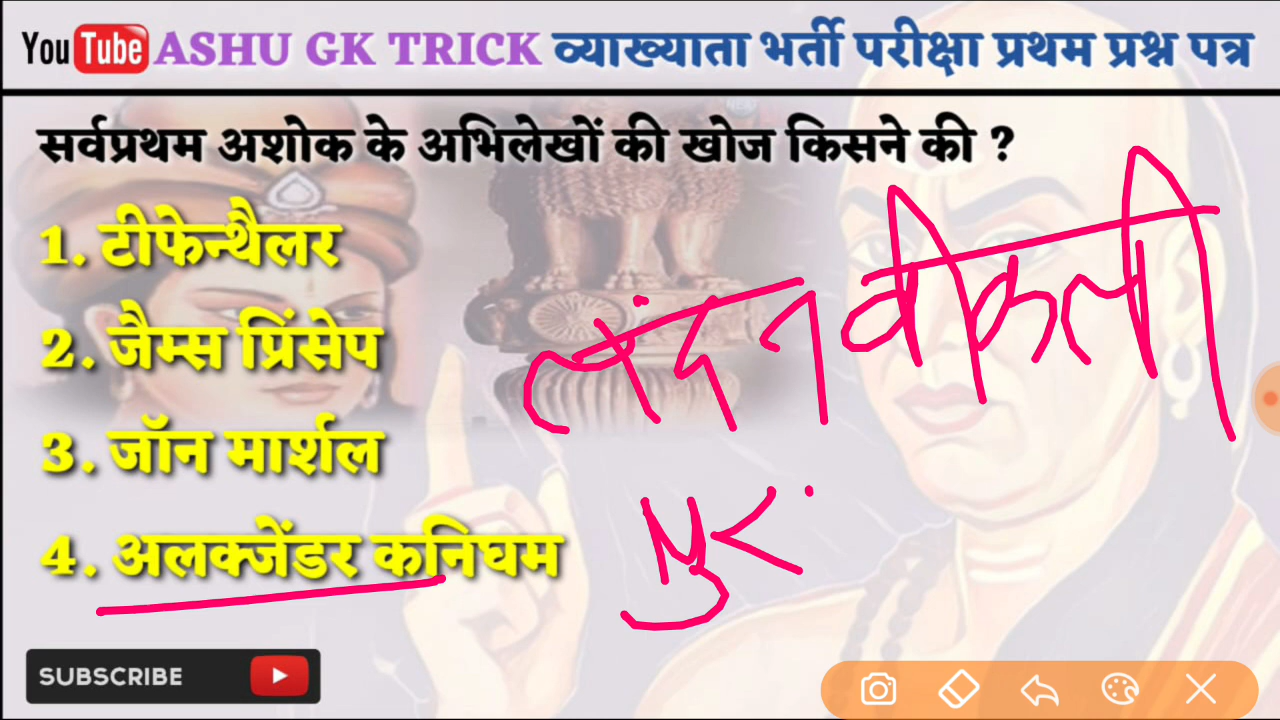 YouTube ASHU GK TRICK व्याख्याता भर्ती परीक्षा प्रथम प्रश्न पत्र
सर्वप्रथम अशोक के अभिलेखों की खोज किसने की ?
1. टीफेन्थैलर
2. जैम्स प्रिंसेप
3. जॉन मार्शल
4. अलक्जेंडर कनिघम
लंदन
SUBSCRIBE